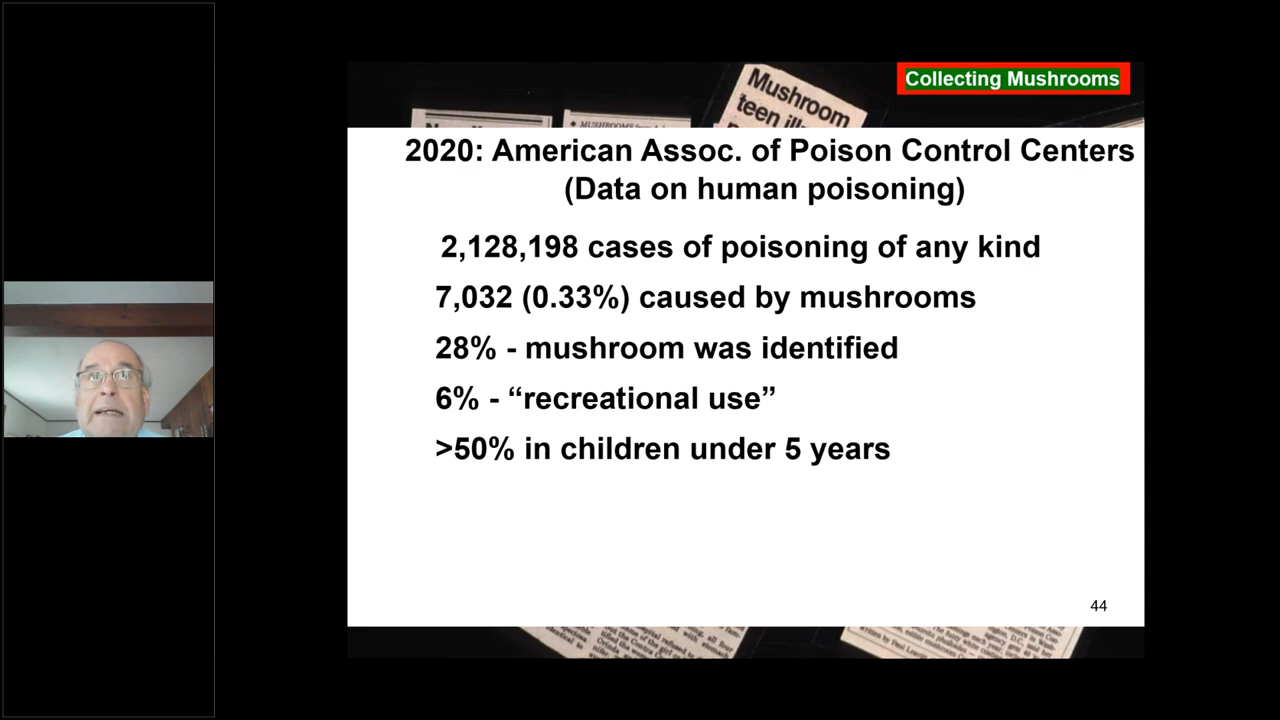 Collecting Mushrooms
Mushroom
teen
2020: American Assoc. of Poison Control Centers
(Data on human poisoning)
2,128,198 cases of poisoning of any kind
7,032 (0.33%) caused by mushrooms
28% - mushroom was identified
6% - “recreational use”
>50% in children under 5 years
44